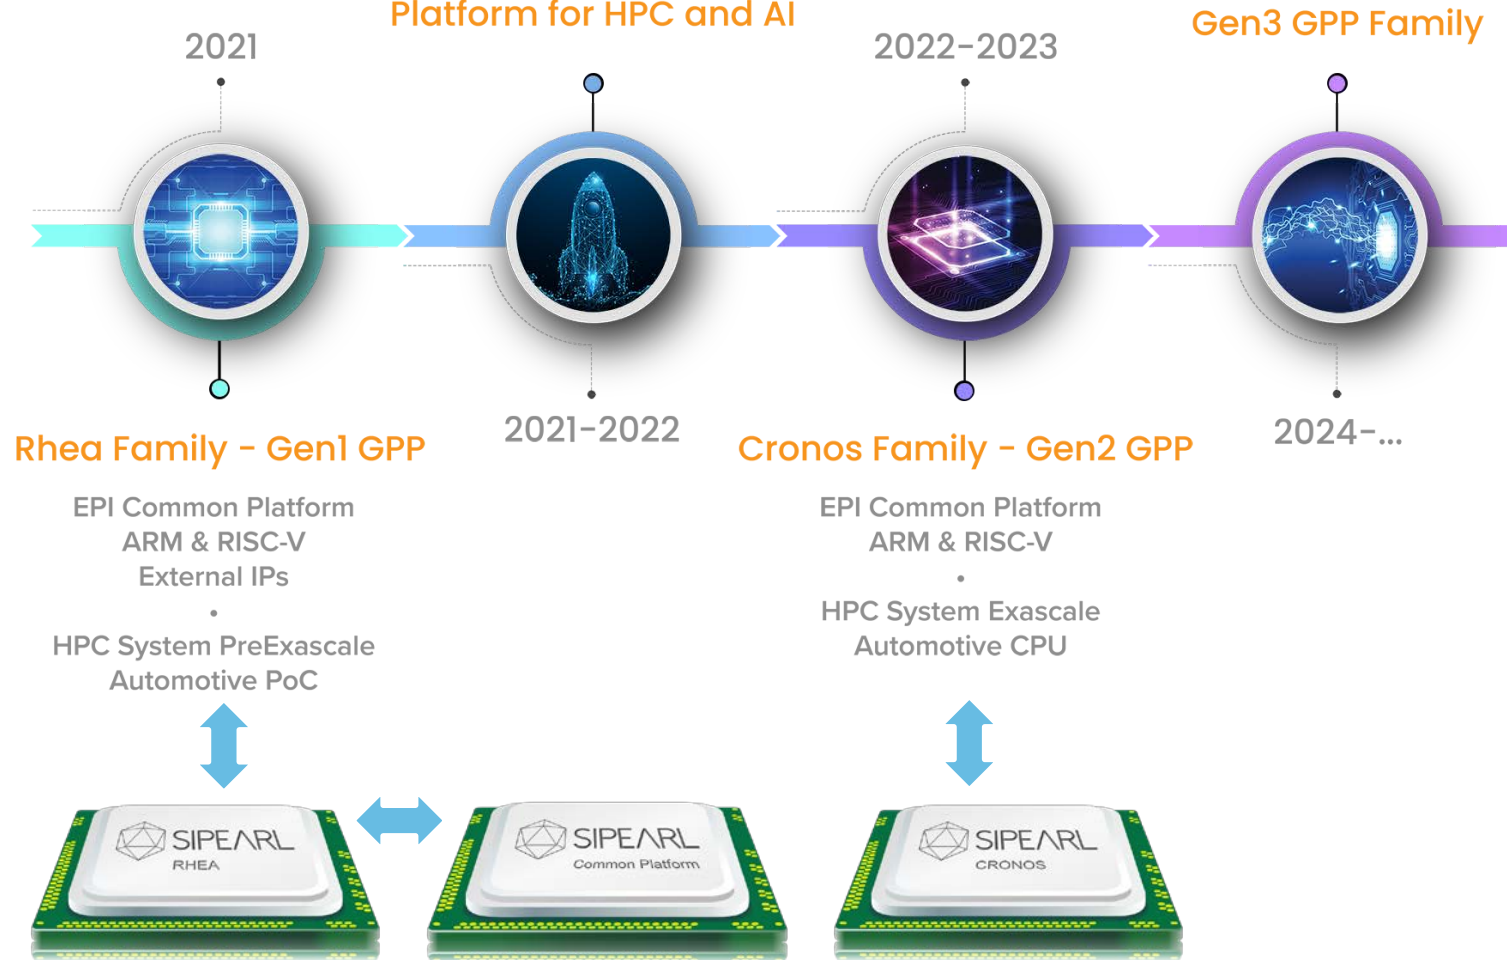 Platform for HPC and AI
Gen3 GPP Family
2021
2022-2023
2021-2022
2024-...
Rhea Family - Gen1 GPP
EPI Common Platform
ARM & RISC-V
External IPs
•
HPC System PreExascale
Automotive PoC
Cronos Family - Gen2 GPP
EPI Common Platform
ARM & RISC-V
•
HPC System Exascale
Automotive CPU
SIPEARL
RHEA
SIPEARL
Common Platform
SIPEARL
CRONOS